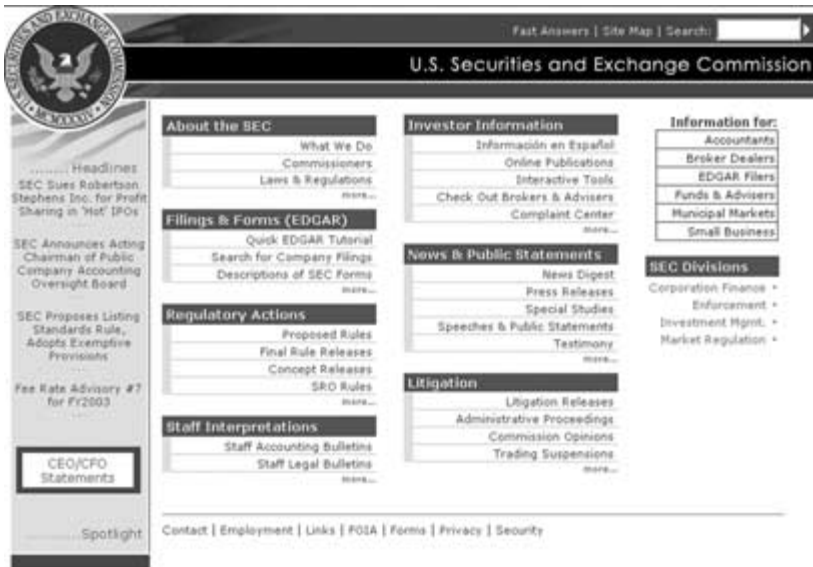 Fast Answers | Site Map | Search:
U.S. Securities and Exchange Commission
SECURITIES AND EXCHANGE COMMISSION
MCMXXXIV
........ Headlines
SEC Sues Robertson
Stephens Inc. for Profit
Sharing in 'Hot' IPOs
SEC Announces Acting
Chairman of Public
Company Accounting
Oversight Board
SEC Proposes Listing
Standards Rule,
Adopts Exemptive
Provisions
Fee Rate Advisory #7
for FY2003
CEO/CFO
Statements
..........Spotlight
About the SEC
What We Do
Commissioners
Laws & Regulations
more...
Filings & Forms (EDGAR)
Quick EDGAR Tutorial
Search for Company Filings
Descriptions of SEC Forms
more...
Regulatory Actions
Proposed Rules
Final Rule Releases
Concept Releases
SRO Rules
more...
Staff Interpretations
Staff Accounting Bulletins
Staff Legal Bulletins
more...
Investor Information
Información en Español
Online Publications
Interactive Tools
Check Out Brokers & Advisers
Complaint Center
more...
News & Public Statements
News Digest
Press Releases
Special Studies
Speeches & Public Statements
Testimony
more...
Litigation
Litigation Releases
Administrative Proceedings
Commission Opinions
Trading Suspensions
more...
Information for:
Accountants
Broker Dealers
EDGAR Filers
Funds & Advisers
Municipal Markets
Small Business
SEC Divisions
Corporation Finance •
Enforcement •
Investment Mgmt. •
Market Regulation •
Contact | Employment | Links | FOIA | Forms | Privacy | Security